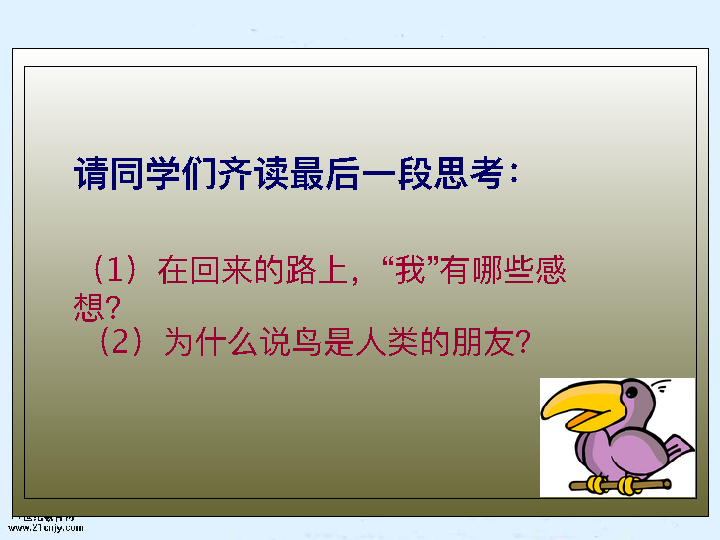 请同学们齐读最后一段思考：
（1）在回来的路上，“我”有哪些感
想？
（2）为什么说鸟是人类的朋友？
www.21cnjy.com